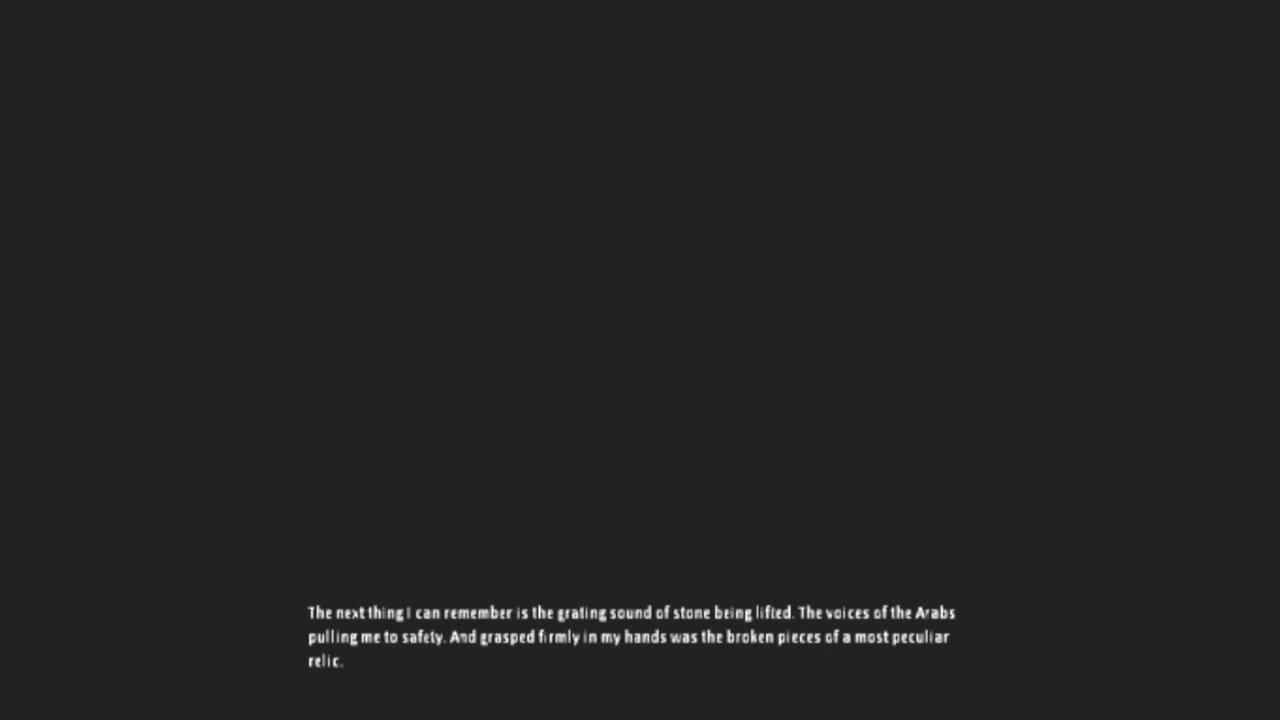 The next thing I can remember is the grating sound of stone being lifted. The voices of the Arabs
pulling me to safety. And grasped firmly in my hands was the broken pieces of a most peculiar
relic.